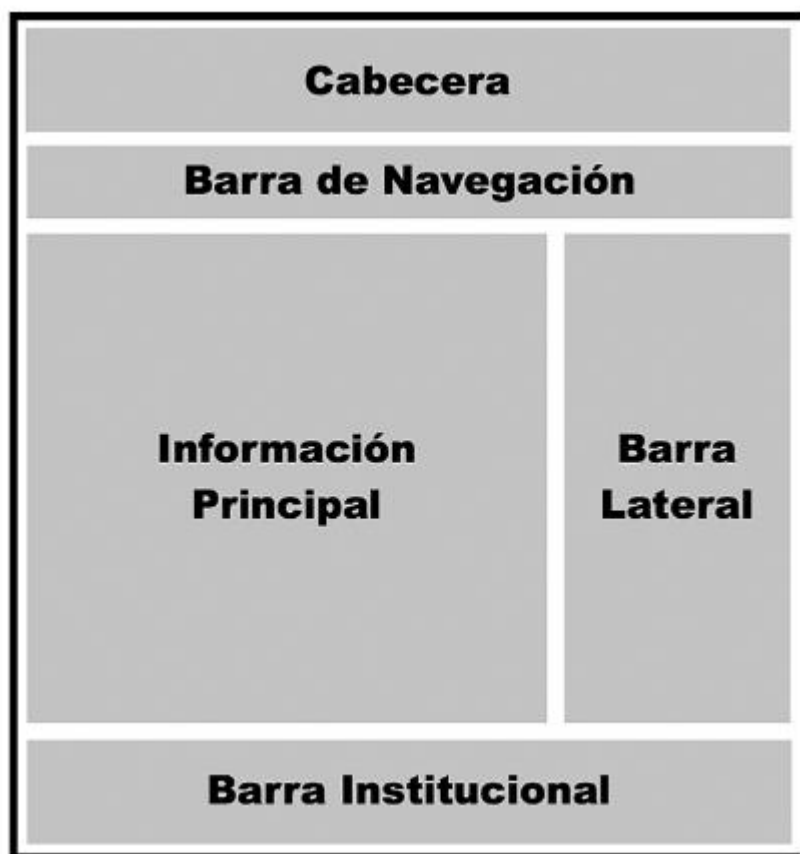 Cabecera
Barra de Navegación
Información
Principal
Barra
Lateral
Barra Institucional